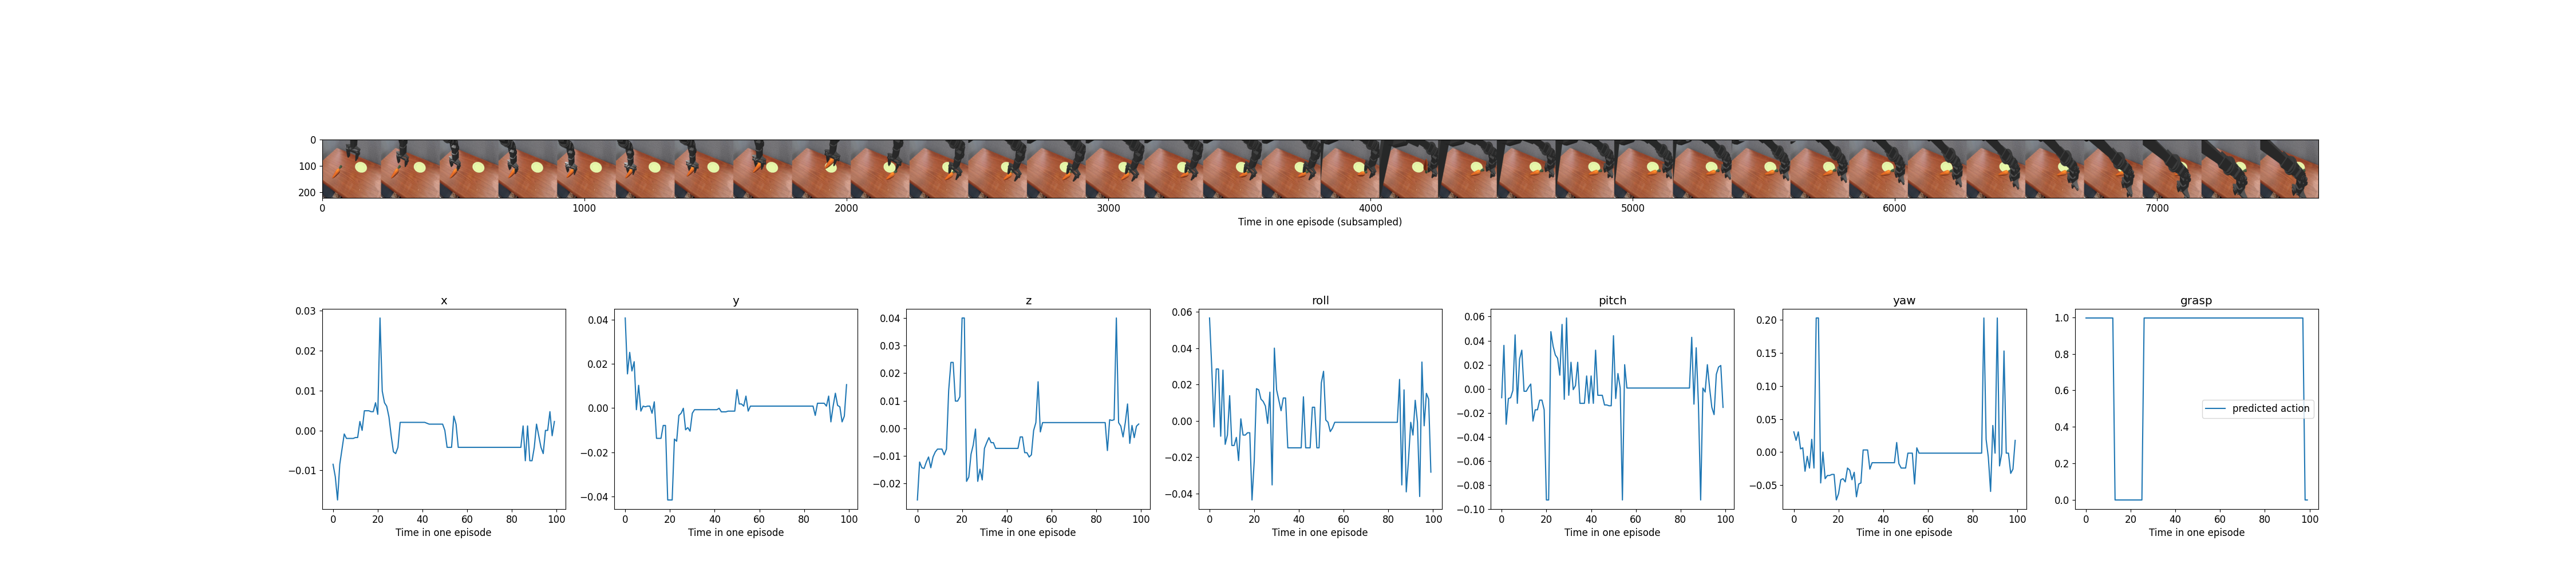 0
100
200
0 1000 2000 3000 4000 5000 6000 7000
Time in one episode (subsampled)
x
0.03
0.02
0.01
0.00
−0.01
0 20 40 60 80 100
Time in one episode
y
0.04
0.02
0.00
−0.02
−0.04
0 20 40 60 80 100
Time in one episode
z
0.04
0.03
0.02
0.01
0.00
−0.01
−0.02
0 20 40 60 80 100
Time in one episode
roll
0.06
0.04
0.02
0.00
−0.02
−0.04
0 20 40 60 80 100
Time in one episode
pitch
0.06
0.04
0.02
0.00
−0.02
−0.04
−0.06
−0.08
−0.10
0 20 40 60 80 100
Time in one episode
yaw
0.20
0.15
0.10
0.05
0.00
−0.05
0 20 40 60 80 100
Time in one episode
grasp
1.0
0.8
0.6
0.4
0.2
0.0
predicted action
0 20 40 60 80 100
Time in one episode